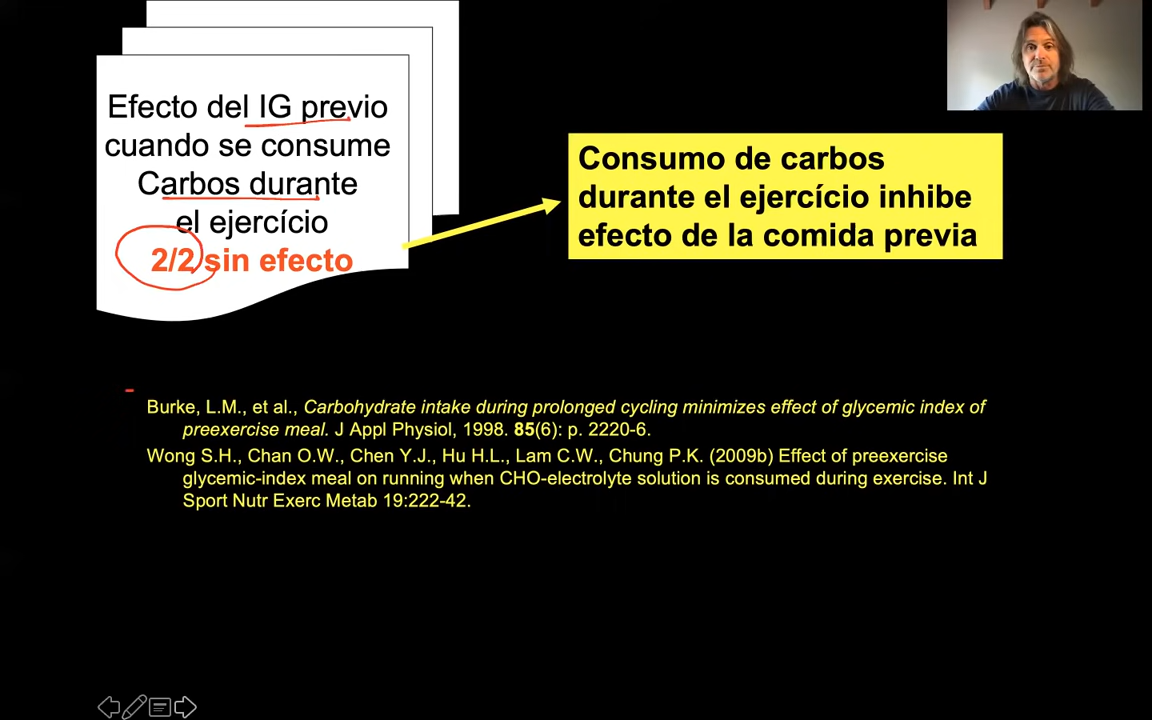 Efecto del IG previo
cuando se consume
Carbos durante
el ejercício
2/2 sin efecto
Consumo de carbos
durante el ejercício inhibe
efecto de la comida previa
Burke, L.M., et al., Carbohydrate intake during prolonged cycling minimizes effect of glycemic index of
preexercise meal. J Appl Physiol, 1998. 85(6): p. 2220-6.
Wong S.H., Chan O.W., Chen Y.J., Hu H.L., Lam C.W., Chung P.K. (2009b) Effect of preexercise
glycemic-index meal on running when CHO-electrolyte solution is consumed during exercise. Int J
Sport Nutr Exerc Metab 19:222-42.